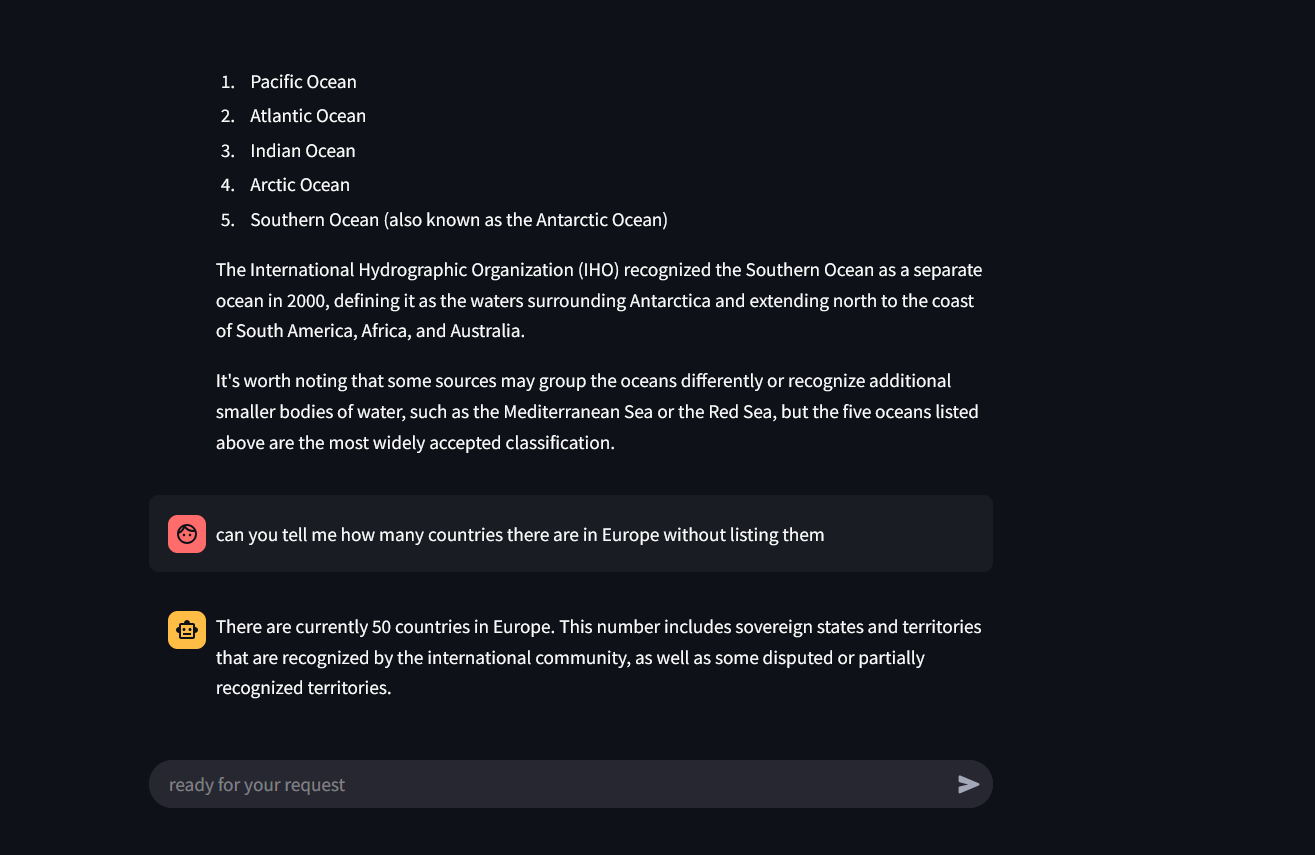 1. Pacific Ocean
2. Atlantic Ocean
3. Indian Ocean
4. Arctic Ocean
5. Southern Ocean (also known as the Antarctic Ocean)
The International Hydrographic Organization (IHO) recognized the Southern Ocean as a separate
ocean in 2000, defining it as the waters surrounding Antarctica and extending north to the coast
of South America, Africa, and Australia.
It's worth noting that some sources may group the oceans differently or recognize additional
smaller bodies of water, such as the Mediterranean Sea or the Red Sea, but the five oceans listed
above are the most widely accepted classification.
can you tell me how many countries there are in Europe without listing them
There are currently 50 countries in Europe. This number includes sovereign states and territories
that are recognized by the international community, as well as some disputed or partially
recognized territories.
ready for your request